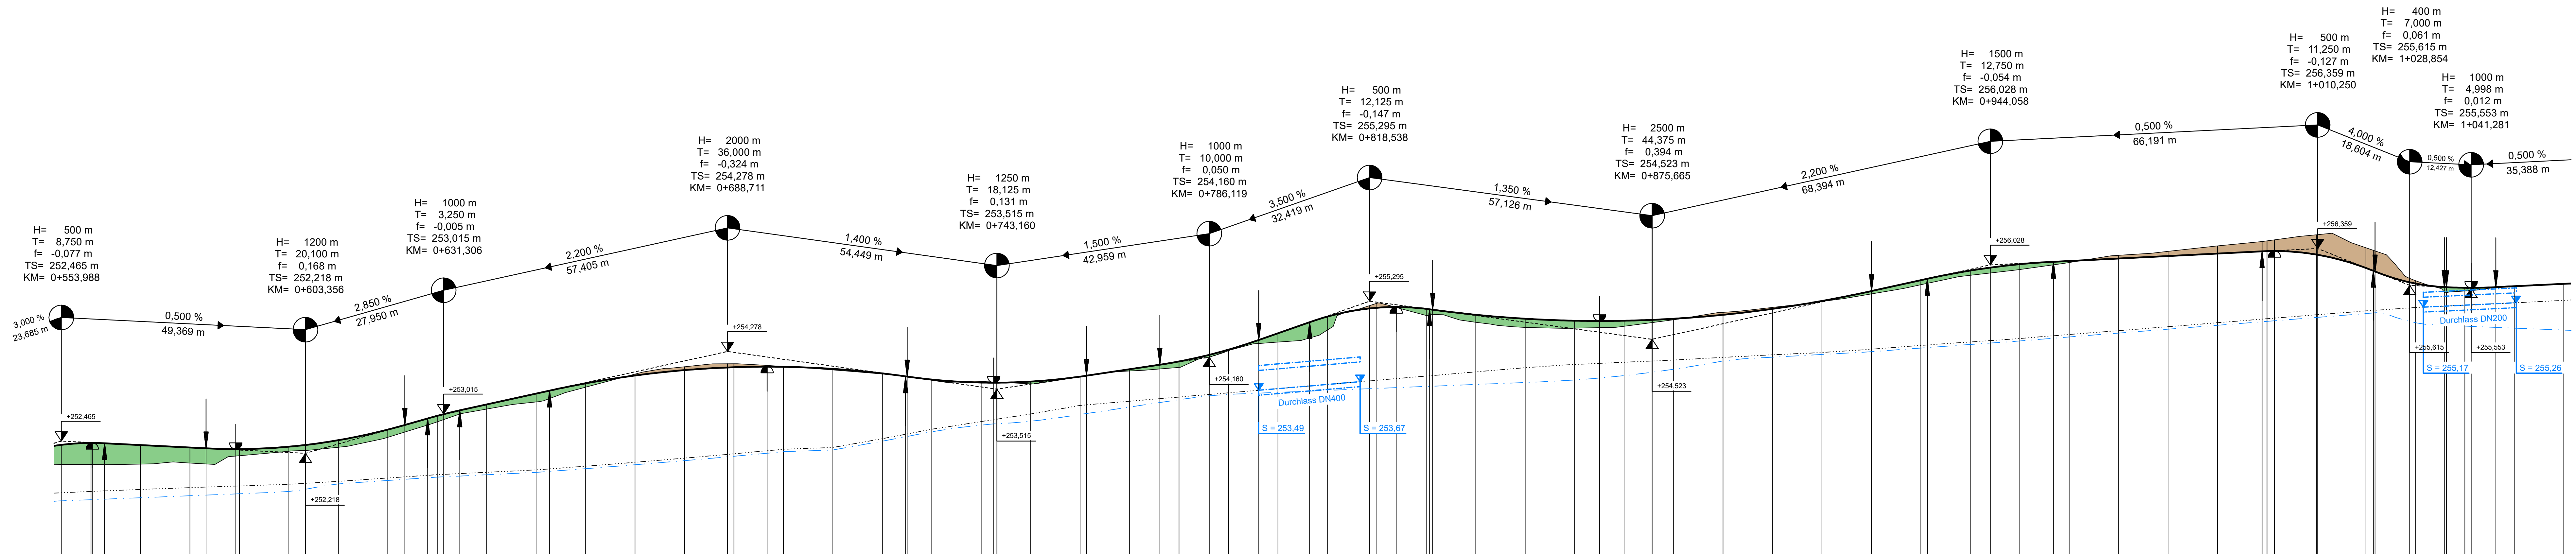 H= 500 m
T= 8,750 m
f= -0,077 m
TS= 252,465 m
KM= 0+553,988
3,000 %
23,685 m
0,500 %
49,369 m
H= 1200 m
T= 20,100 m
f= 0,168 m
TS= 252,218 m
KM= 0+603,356
2,850 %
27,950 m
H= 1000 m
T= 3,250 m
f= -0,005 m
TS= 253,015 m
KM= 0+631,306
2,200 %
57,405 m
H= 2000 m
T= 36,000 m
f= -0,324 m
TS= 254,278 m
KM= 0+688,711
1,400 %
54,449 m
H= 1250 m
T= 18,125 m
f= 0,131 m
TS= 253,515 m
KM= 0+743,160
1,500 %
42,959 m
H= 1000 m
T= 10,000 m
f= 0,050 m
TS= 254,160 m
KM= 0+786,119
3,500 %
32,419 m
H= 500 m
T= 12,125 m
f= -0,147 m
TS= 255,295 m
KM= 0+818,538
1,350 %
57,126 m
H= 2500 m
T= 44,375 m
f= 0,394 m
TS= 254,523 m
KM= 0+875,665
2,200 %
68,394 m
H= 1500 m
T= 12,750 m
f= -0,054 m
TS= 256,028 m
KM= 0+944,058
0,500 %
66,191 m
H= 500 m
T= 11,250 m
f= -0,127 m
TS= 256,359 m
KM= 1+010,250
4,000 %
18,604 m
H= 400 m
T= 7,000 m
f= 0,061 m
TS= 255,615 m
KM= 1+028,854
0,500 %
12,427 m
H= 1000 m
T= 4,998 m
f= 0,012 m
TS= 255,553 m
KM= 1+041,281
0,500 %
35,388 m
+252,465
+252,218
+253,015
+254,278
+253,515
+254,160
Durchlass DN400
S = 253,49
S = 253,67
+255,295
+254,523
+256,028
+256,359
Durchlass DN200
+255,615
+255,553
S = 255,17
S = 255,26